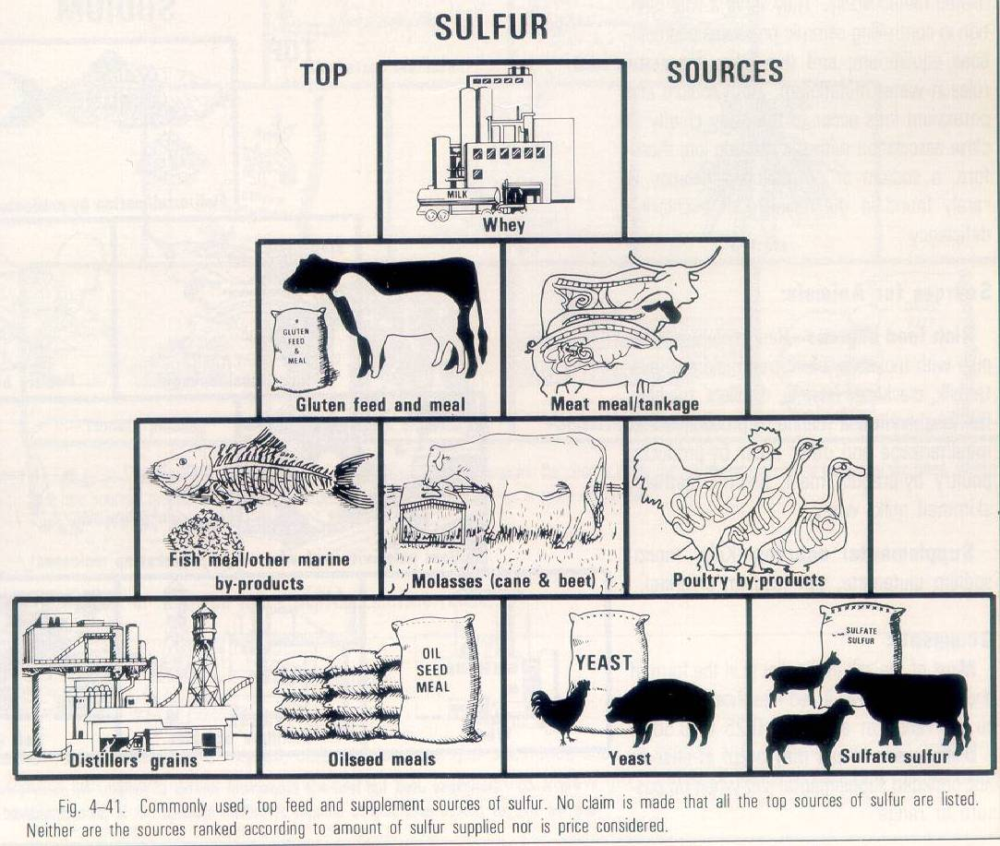 SULFUR
TOP SOURCES
MILK
Whey
GLUTEN
FEED
&
MEAL
Gluten feed and meal
Meat meal/tankage
Fish meal/other marine
by-products
Molasses (cane & beet)
Poultry by-products
Distillers' grains
OIL
SEED
MEAL
Oilseed meals
YEAST
Yeast
SULFATE
SULFUR
Sulfate sulfur
Fig. 4-41. Commonly used, top feed and supplement sources of sulfur. No claim is made that all the top sources of sulfur are listed.
Neither are the sources ranked according to amount of sulfur supplied nor is price considered.